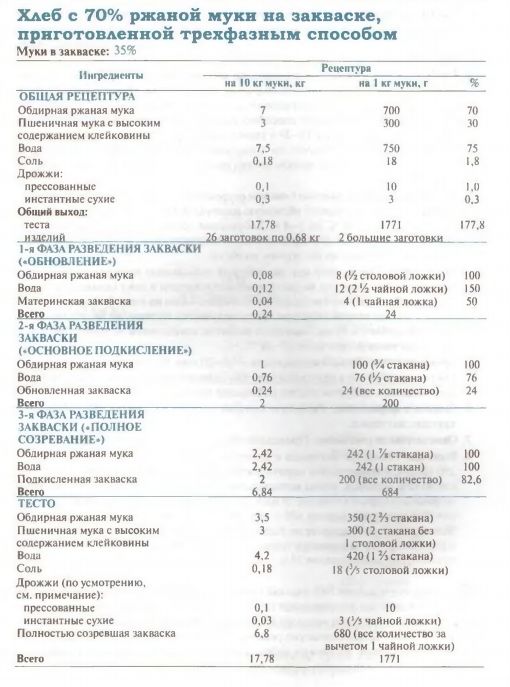 Хлеб с 70% ржаной муки на закваске,
приготовленной трехфазным способом
Муки в закваске: 35%
Ингредиенты Рецептура
на 10 кг муки, кг на 1 кг муки, г %
ОБЩАЯ РЕЦЕПТУРА
Обдирная ржаная мука 7 700 70
Пшеничная мука с высоким 3 300 30
содержанием клейковины
Вода 7,5 750 75
Соль 0,18 18 1,8
Дрожжи:
прессованные 0,1 10 1,0
инстантные сухие 0,3 3 0,3
Общий выход:
теста 17,78 1771 177,8
изделий 26 заготовок по 0,68 кг 2 большие заготовки
1-я ФАЗА РАЗВЕДЕНИЯ ЗАКВАСКИ
(«ОБНОВЛЕНИЕ»)
Обдирная ржаная мука 0,08 8 (½ столовой ложки) 100
Вода 0,12 12 (2 ½ чайной ложки) 150
Материнская закваска 0,04 4 (1 чайная ложка) 50
Всего 0,24 24
2-я ФАЗА РАЗВЕДЕНИЯ
ЗАКВАСКИ
(«ОСНОВНОЕ ПОДКИСЛЕНИЕ»)
Обдирная ржаная мука 1 100 (¾ стакана) 100
Вода 0,76 76 (⅓ стакана) 76
Обновленная закваска 0,24 24 (все количество) 24
Всего 2 200
3-я ФАЗА РАЗВЕДЕНИЯ
ЗАКВАСКИ («ПОЛНОЕ
СОЗРЕВАНИЕ»)
Обдирная ржаная мука 2,42 242 (1 ⅞ стакана) 100
Вода 2,42 242 (1 стакан) 100
Подкисленная закваска 2 200 (все количество) 82,6
Всего 6,84 684
ТЕСТО
Обдирная ржаная мука 3,5 350 (2 ⅔ стакана)
Пшеничная мука с высоким 3 300 (2 стакана без
содержанием клейковины 1 столовой ложки)
Вода 4,2 420 (1 ¾ стакана)
Соль 0,18 18 (⅗ столовой ложки)
Дрожжи (по усмотрению,
см. примечание):
прессованные 0,1 10
инстантные сухие 0,03 3 (⅕ чайной ложки)
Полностью созревшая закваска 6,8 680 (все количество за
вычетом 1 чайной ложки)
Всего 17,78 1771